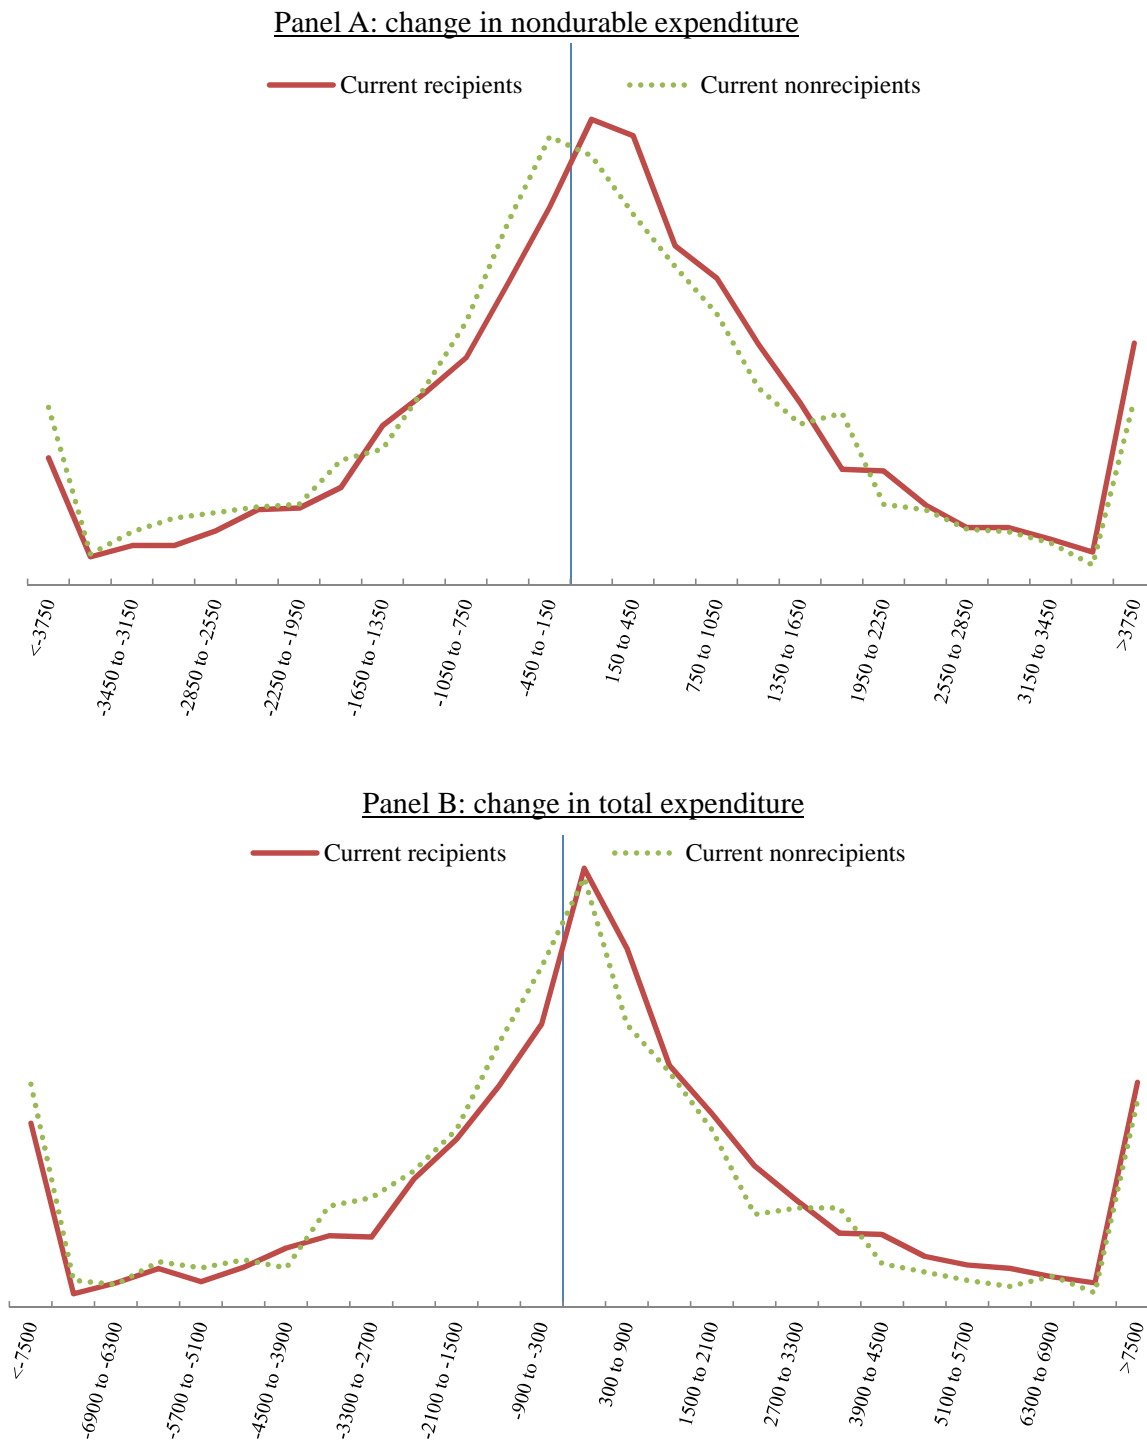 Panel A: change in nondurable expenditure
Current recipients
Current nonrecipients
<-3750
-3450 to -3150
-2850 to -2550
-2250 to -1950
-1650 to -1350
-1050 to -750
-450 to -150
150 to 450
750 to 1050
1350 to 1650
1950 to 2250
2550 to 2850
3150 to 3450
>3750
Panel B: change in total expenditure
Current recipients
Current nonrecipients
<-7500
-6900 to -6300
-5700 to -5100
-4500 to -3900
-3300 to -2700
-2100 to -1500
-900 to -300
300 to 900
1500 to 2100
2700 to 3300
3900 to 4500
5100 to 5700
6300 to 6900
>7500